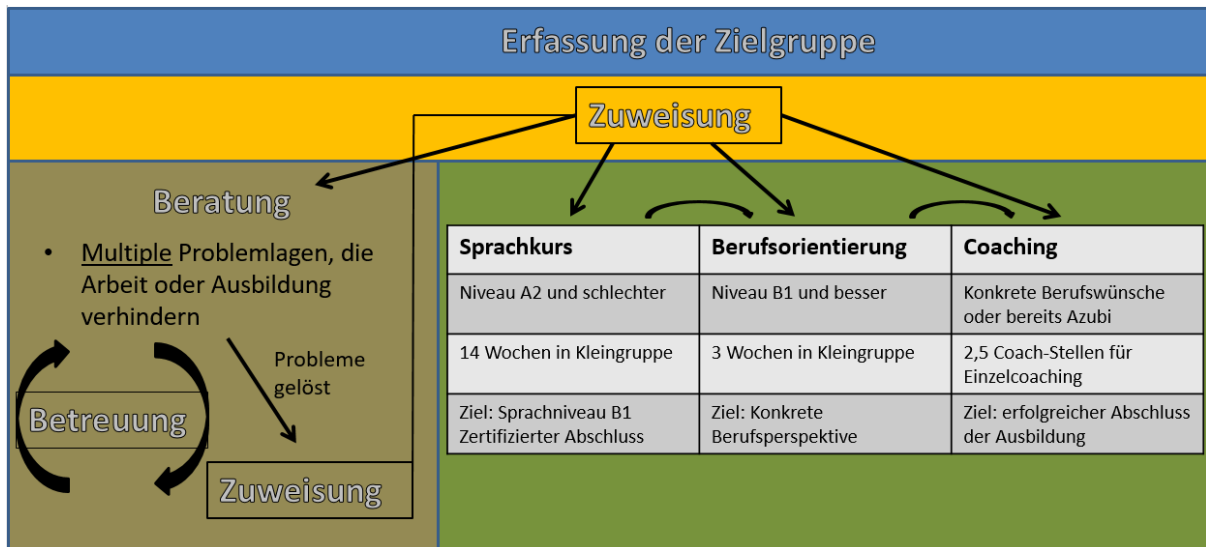 Erfassung der Zielgruppe
Zuweisung
Beratung
• Multiple Problemlagen, die
Arbeit oder Ausbildung
verhindern
Probleme
gelöst
Betreuung
Zuweisung
Sprachkurs
Berufsorientierung
Coaching
Niveau A2 und schlechter
Niveau B1 und besser
Konkrete Berufswünsche
oder bereits Azubi
14 Wochen in Kleingruppe
3 Wochen in Kleingruppe
2,5 Coach-Stellen für
Einzelcoaching
Ziel: Sprachniveau B1
Zertifizierter Abschluss
Ziel: Konkrete
Berufsperspektive
Ziel: erfolgreicher Abschluss
der Ausbildung